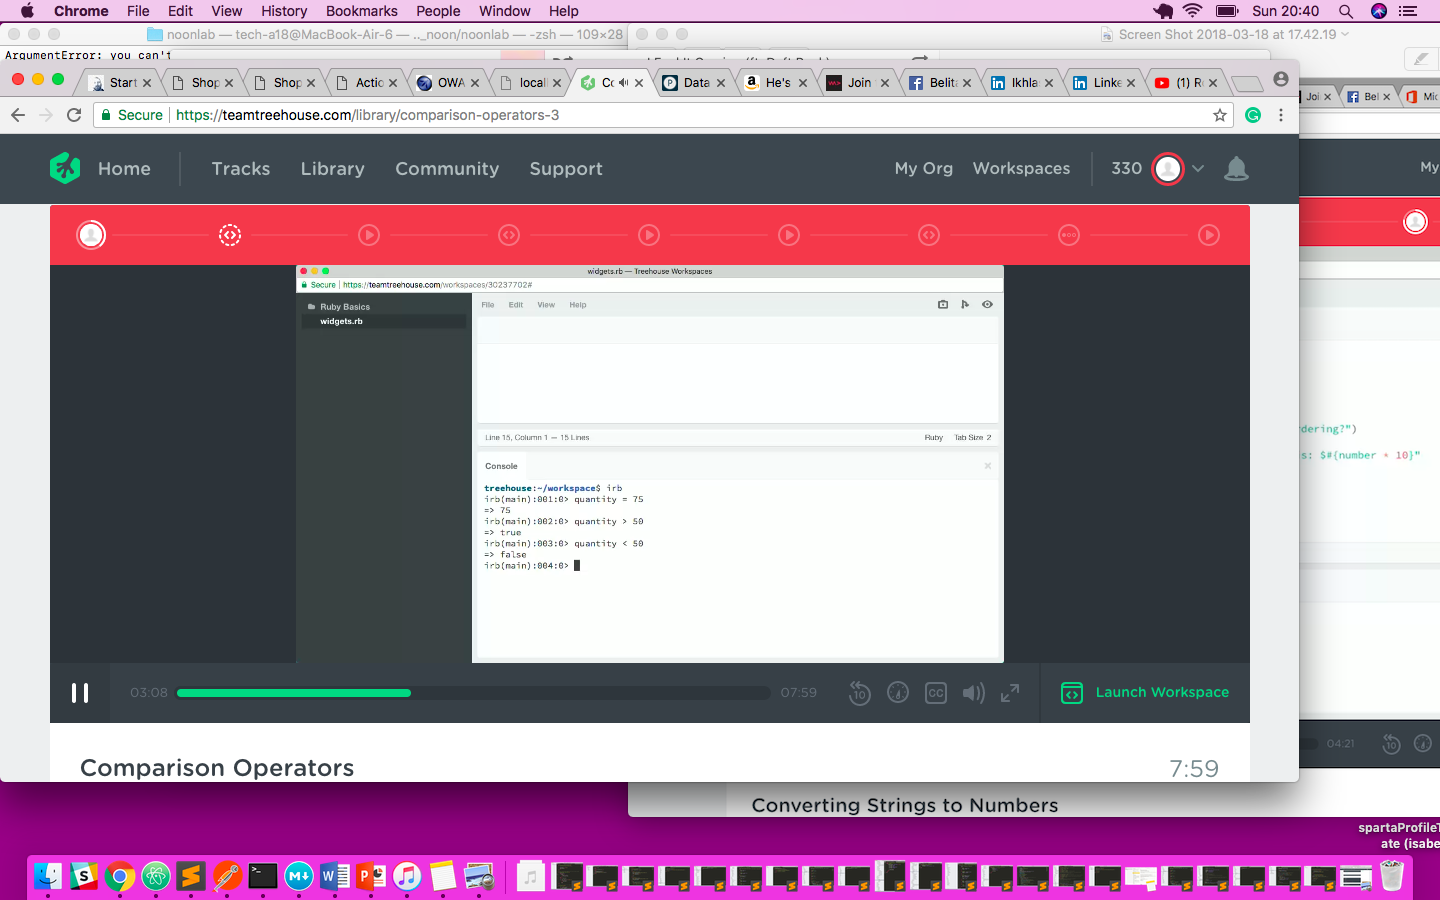 Chrome File Edit View History Bookmarks People Window Help Sun 20:40
noonlab — tech-a18@MacBook-Air-6 — .._noon/noonlab — -zsh — 109×28
Screen Shot 2018-03-18 at 17.42.19
ArgumentError: you can't
Start Shop Shop Actio OWA locall Co Data He's Join Belita Ikhla Linke (1) R
Joi Bel Mic
Secure https://teamtreehouse.com/library/comparison-operators-3
Home Tracks Library Community Support My Org Workspaces 330
My
widgets.rb — Treehouse Workspaces
Secure https://teamtreehouse.com/workspaces/30237702#
Ruby Basics
widgets.rb
File Edit View Help
Line 15, Column 1 — 15 Lines Ruby Tab Size 2
Console
treehouse:~/workspace$ irb
irb(main):001:0> quantity = 75
=> 75
irb(main):002:0> quantity > 50
=> true
irb(main):003:0> quantity < 50
=> false
irb(main):004:0>
dering?")
s: $#{number * 10}"
03:08 07:59 10 CC Launch Workspace
04:21 10
Comparison Operators 7:59
Converting Strings to Numbers
spartaProfileT
ate (isabe